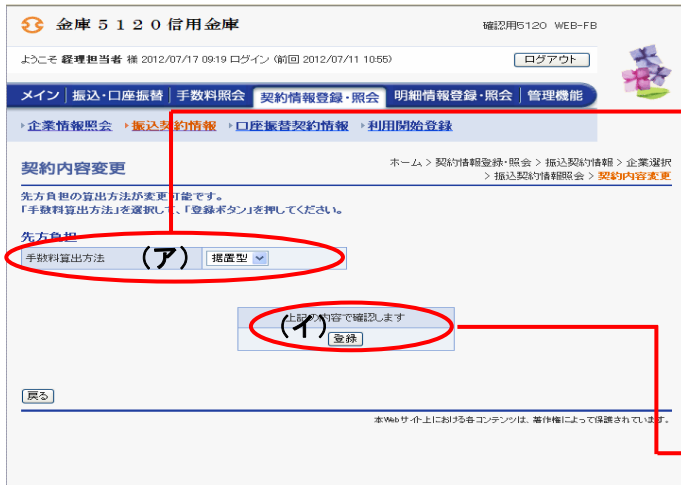 金庫５１２０信用金庫
確認用5120 WEB-FB
ようこそ 経理担当者 様 2012/07/17 09:19 ログイン (前回 2012/07/11 10:55)
ログアウト
メイン 振込・口座振替 手数料照会 契約情報登録・照会 明細情報登録・照会 管理機能
企業情報照会 振込契約情報 口座振替契約情報 利用開始登録
契約内容変更
ホーム > 契約情報登録・照会 > 振込契約情報 > 企業選択
> 振込契約情報照会 > 契約内容変更
先方負担の算出方法が変更可能です。
「手数料算出方法」を選択して、「登録ボタン」を押してください。
先方負担
手数料算出方法 （ア） 据置型
上記の内容で確認します
（イ）
登録
戻る
本Webサイト上における各コンテンツは、著作権によって保護されています。